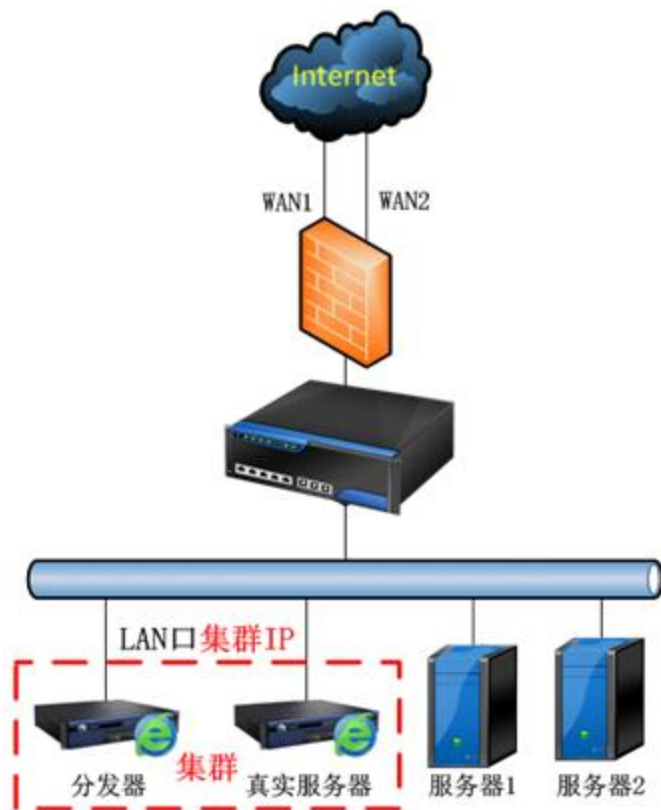 Internet
WAN1
WAN2
LAN口集群IP
集群
分发器
真实服务器
服务器1
服务器2